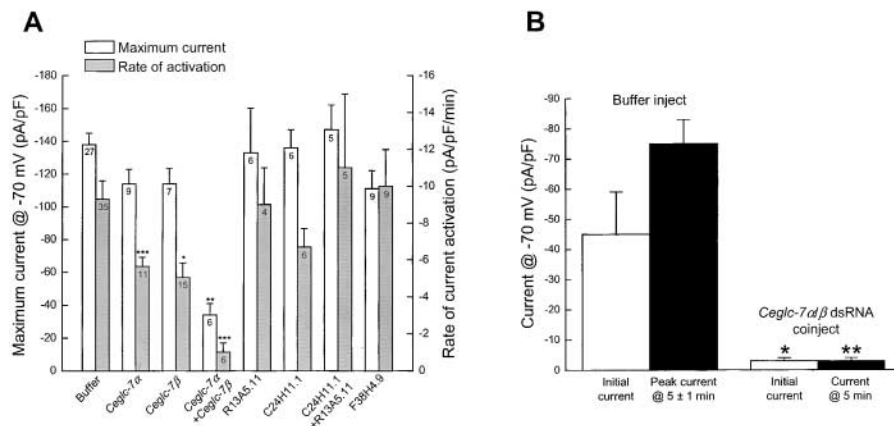 A
Maximum current
Rate of activation
Maximum current @ -70 mV (pA/pF)
-180
-160
-140
-120
-100
-80
-60
-40
-20
0
27
35
9
***
11
7
*
15
**
6
***
6
6
4
6
6
5
5
9
9
-16
-14
-12
-10
-8
-6
-4
-2
0
Rate of current activation (pA/pF/min)
Buffer
Ceglc-7α
Ceglc-7β
Ceglc-7α
+Ceglc-7β
R13A5.11
C24H11.1
C24H11.1
+R13A5.11
F38H4.9
B
Current @ -70 mV (pA/pF)
-90
-80
-70
-60
-50
-40
-30
-20
-10
0
Buffer inject
Ceglc-7α/β dsRNA
coinject
*
**
Initial
current
Peak current
@ 5 ± 1 min
Initial
current
Current
@ 5 min